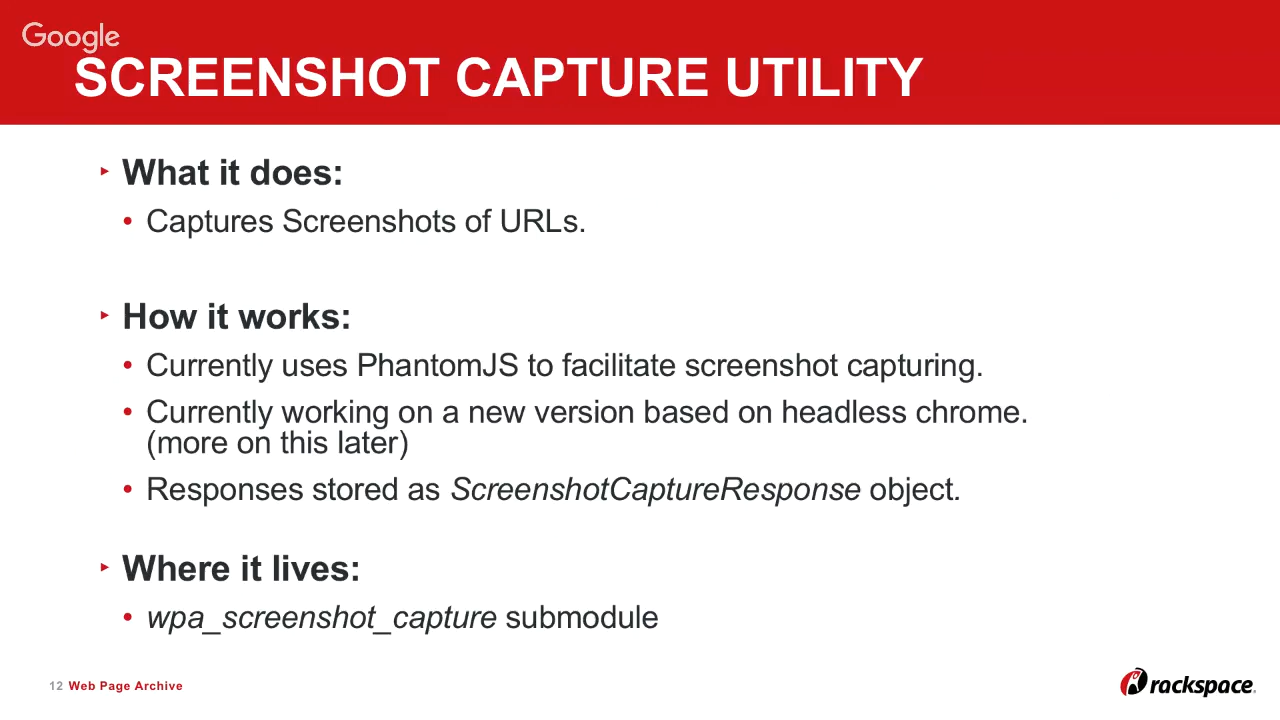 Google
SCREENSHOT CAPTURE UTILITY
‣ What it does:
• Captures Screenshots of URLs.
‣ How it works:
• Currently uses PhantomJS to facilitate screenshot capturing.
• Currently working on a new version based on headless chrome.
(more on this later)
• Responses stored as ScreenshotCaptureResponse object.
‣ Where it lives:
• wpa_screenshot_capture submodule
12 Web Page Archive
rackspace.